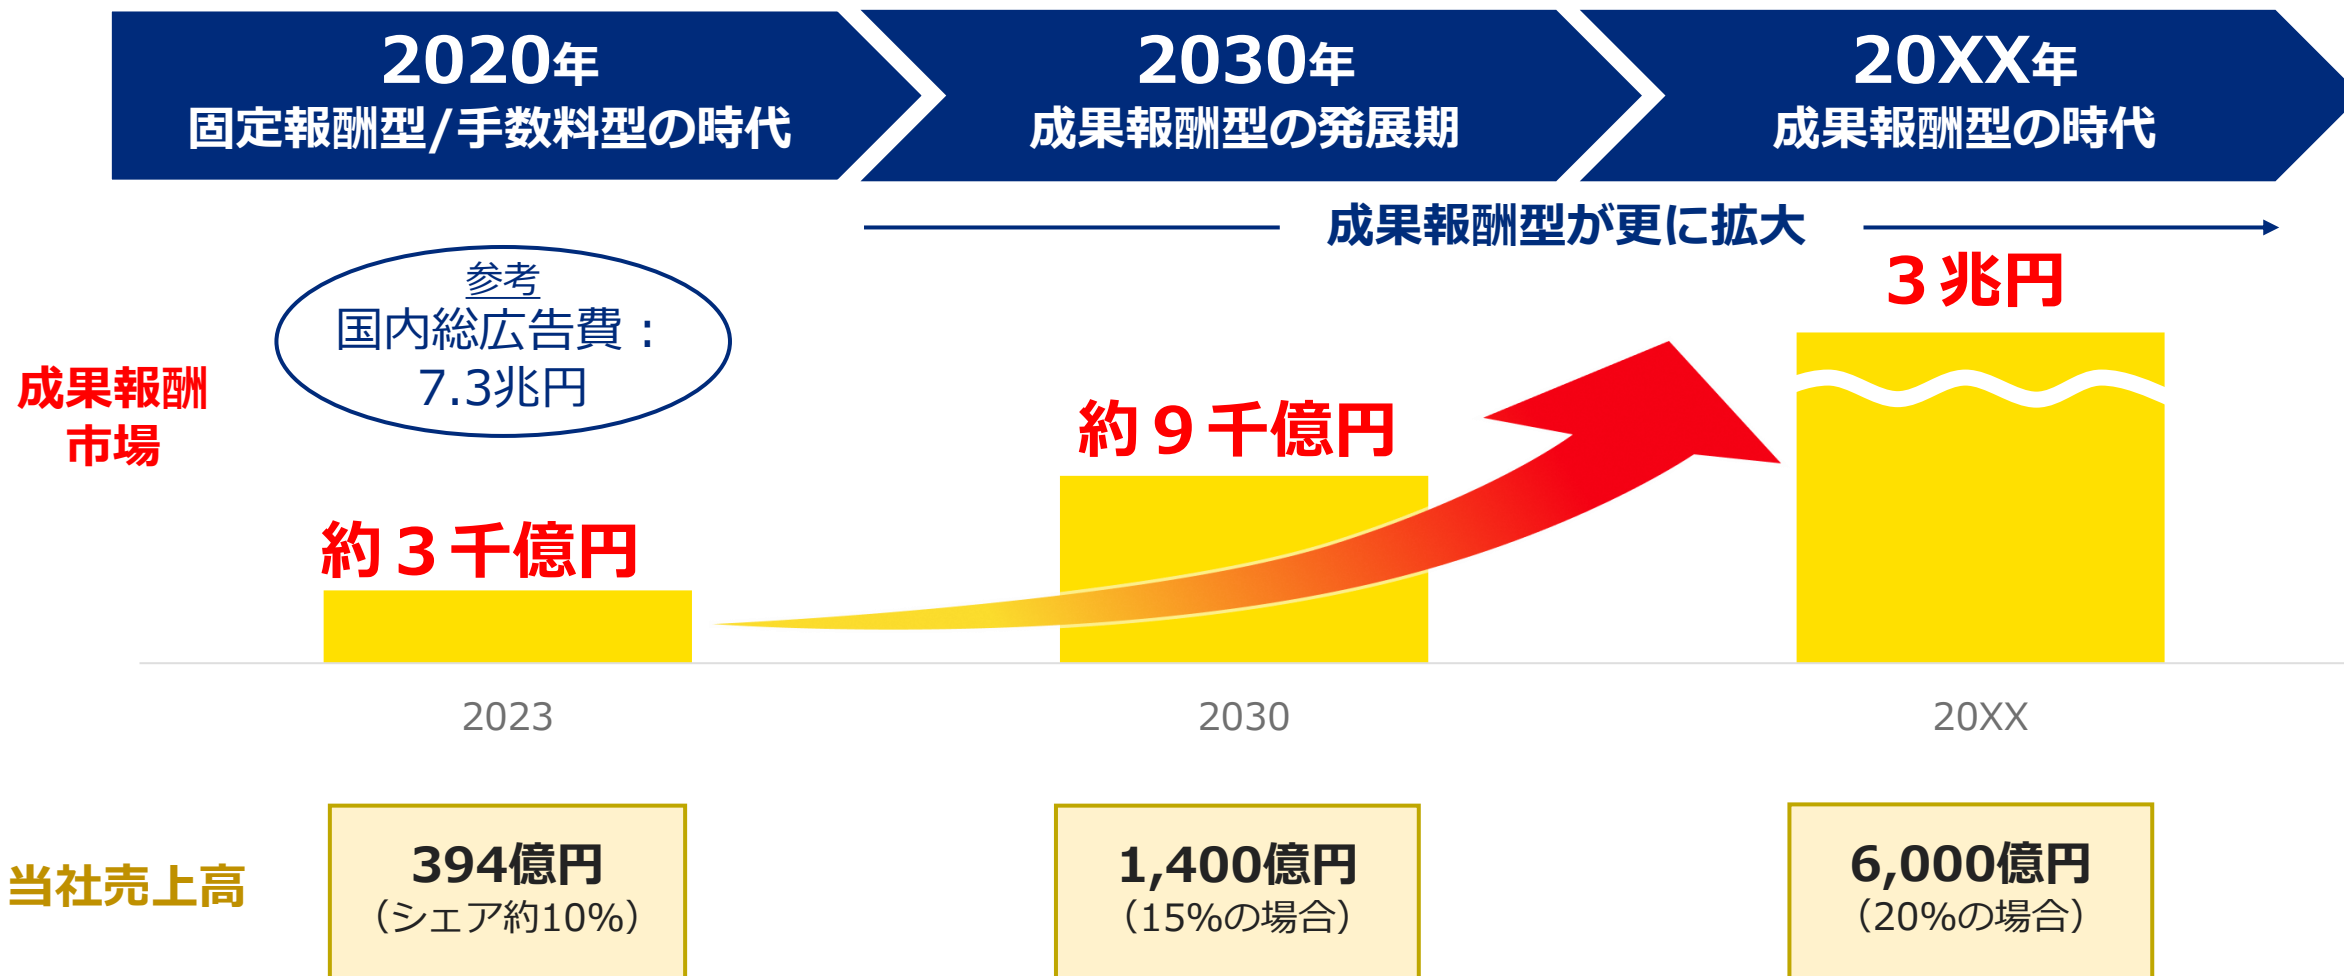 2020年
固定報酬型/手数料型の時代
2030年
成果報酬型の発展期
20XX年
成果報酬型の時代
成果報酬型が更に拡大
参考
国内総広告費：
7.3兆円
成果報酬
市場
約３千億円
約９千億円
３兆円
2023
2030
20XX
当社売上高
394億円
（シェア約10%）
1,400億円
（15%の場合）
6,000億円
（20%の場合）